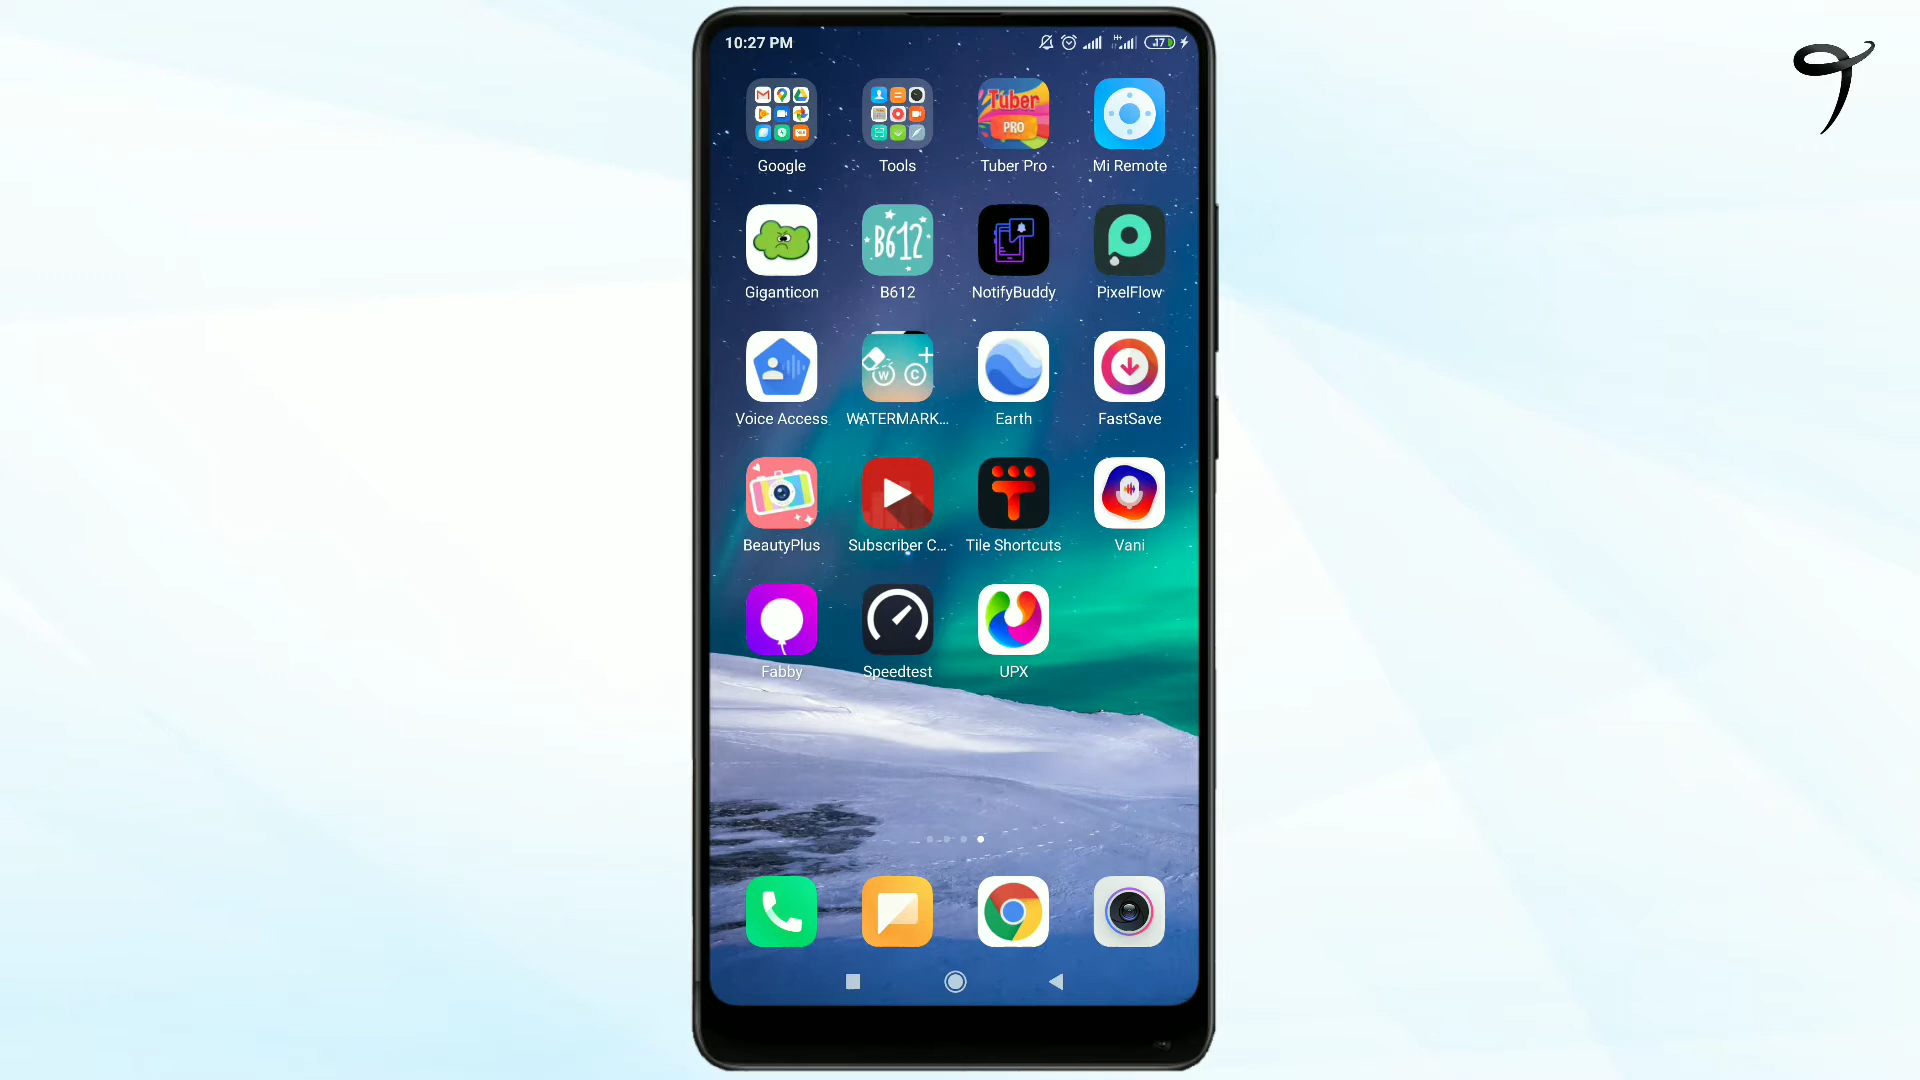 10:27 PM
H+
17
Tuber
PRO
Google
Tools
Tuber Pro
Mi Remote
B612
Giganticon
B612
NotifyBuddy
PixelFlow
W C
Voice Access
WATERMARK...
Earth
FastSave
BeautyPlus
Subscriber C...
Tile Shortcuts
Vani
Fabby
Speedtest
UPX